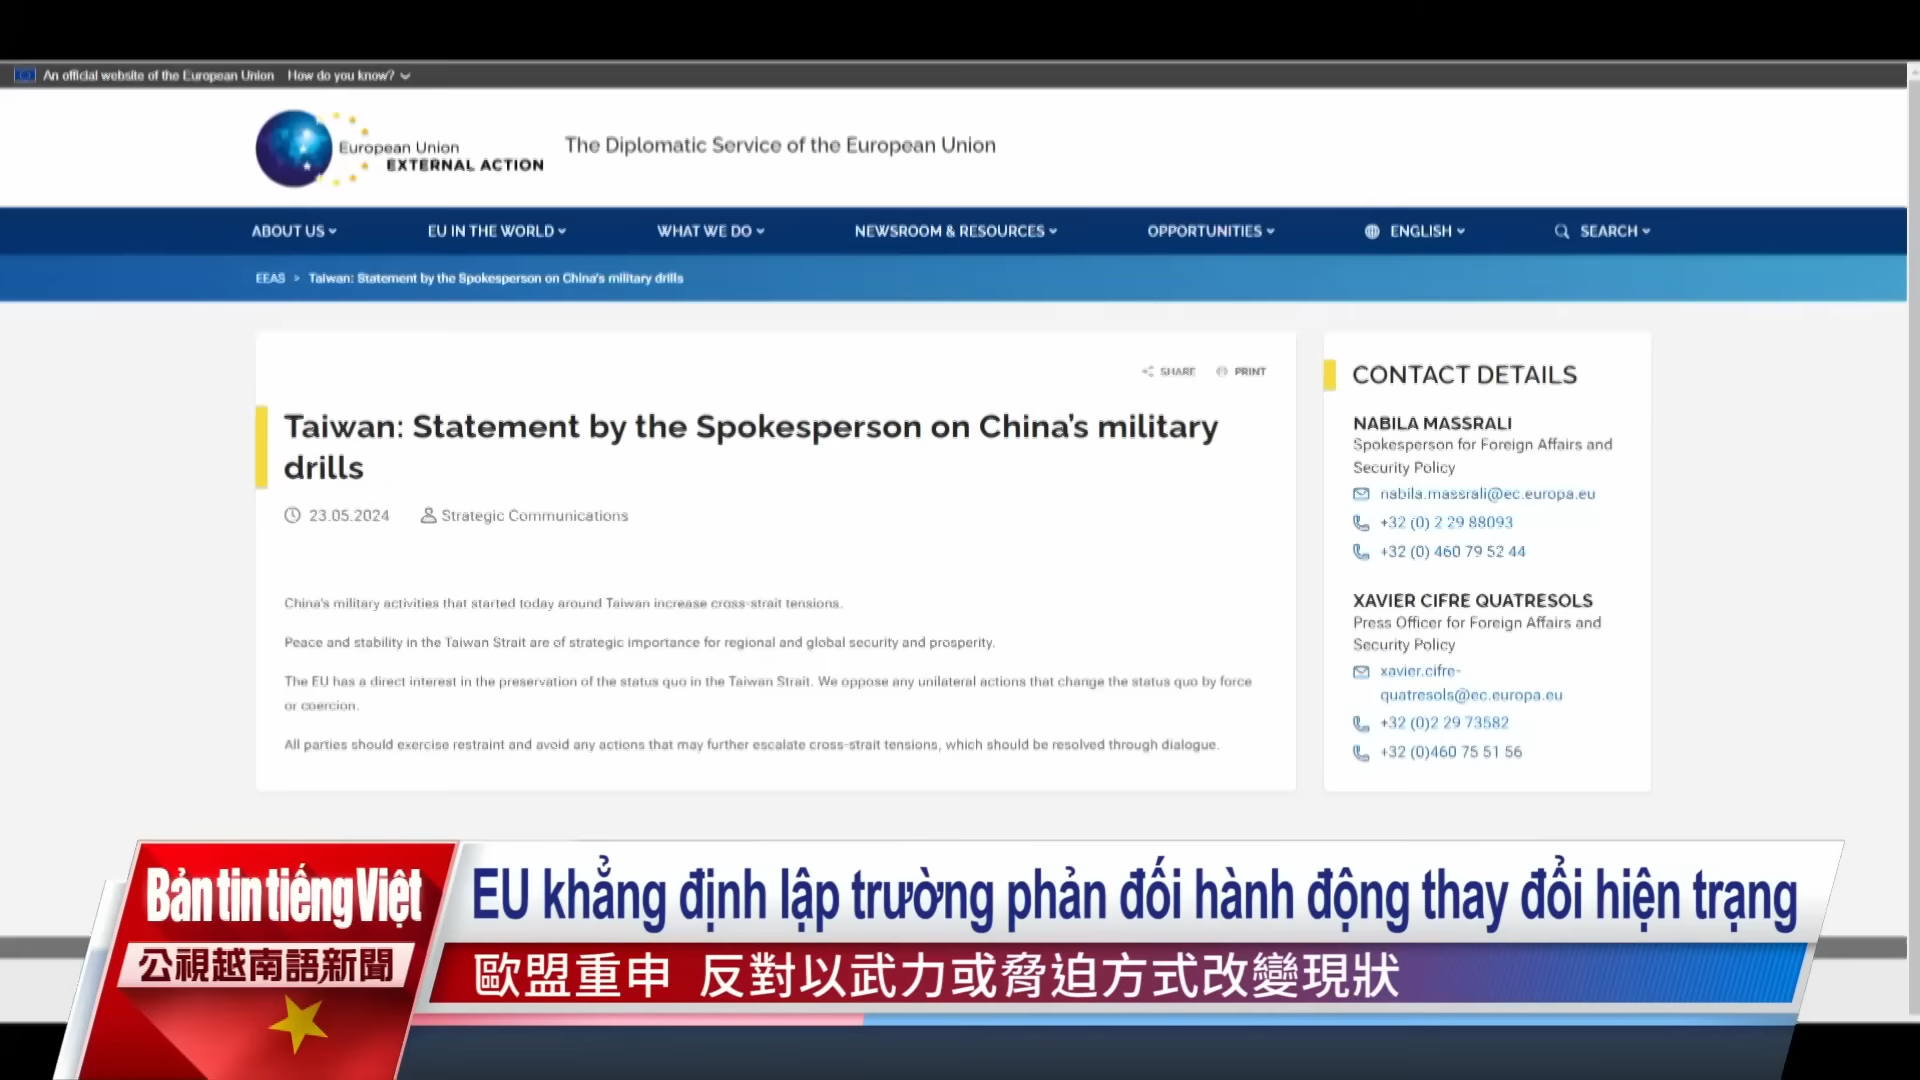 An official website of the European Union How do you know?
European Union
EXTERNAL ACTION
The Diplomatic Service of the European Union
ABOUT US EU IN THE WORLD WHAT WE DO NEWSROOM & RESOURCES OPPORTUNITIES ENGLISH SEARCH
EEAS > Taiwan: Statement by the Spokesperson on China's military drills
SHARE PRINT
Taiwan: Statement by the Spokesperson on China's military
drills
23.05.2024 Strategic Communications
China's military activities that started today around Taiwan increase cross-strait tensions.
Peace and stability in the Taiwan Strait are of strategic importance for regional and global security and prosperity.
The EU has a direct interest in the preservation of the status quo in the Taiwan Strait. We oppose any unilateral actions that change the status quo by force
or coercion.
All parties should exercise restraint and avoid any actions that may further escalate cross-strait tensions, which should be resolved through dialogue.
CONTACT DETAILS
NABILA MASSRALI
Spokesperson for Foreign Affairs and
Security Policy
nabila.massrali@ec.europa.eu
+32 (0) 2 29 88093
+32 (0) 460 79 52 44
XAVIER CIFRE QUATRESOLS
Press Officer for Foreign Affairs and
Security Policy
xavier.cifre-
quatresols@ec.europa.eu
+32 (0)2 29 73582
+32 (0)460 75 51 56
Bản tin tiếng Việt
公視越南語新聞
EU khẳng định lập trường phản đối hành động thay đổi hiện trạng
歐盟重申 反對以武力或脅迫方式改變現狀